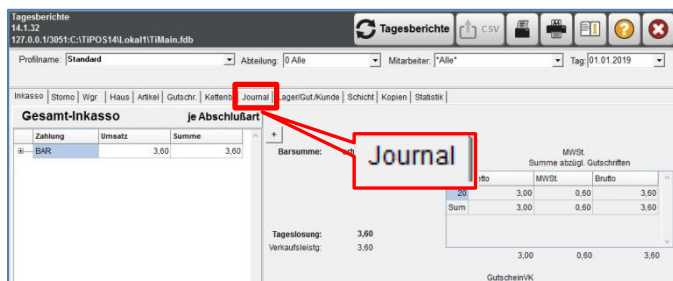 Tagesberichte
14.1.32
127.0.0.1/3051:C:\TiPOS14\Lokal1\TiMain.fdb
Tagesberichte
CSV
Profilname: Standard Abteilung: 0 Alle Mitarbeiter: *Alle* Tag: 01.01.2019
Inkasso Storno Wgr Haus Artikel Gutschr. Kettenb Journal Lager/Gut./Kunde Schicht Kopien Statistik
Gesamt-Inkasso je Abschlußart
Zahlung Umsatz Summe
BAR 3,60 3,60
+
Barsumme:
Journal
MWSt.
Summe abzügl. Gutschriften
MWSt. Brutto
20 3,00 0,60 3,60
Sum 3,00 0,60 3,60
Tageslosung: 3,60
Verkaufsleistg: 3,60
3,00 0,60 3,60
GutscheinVK